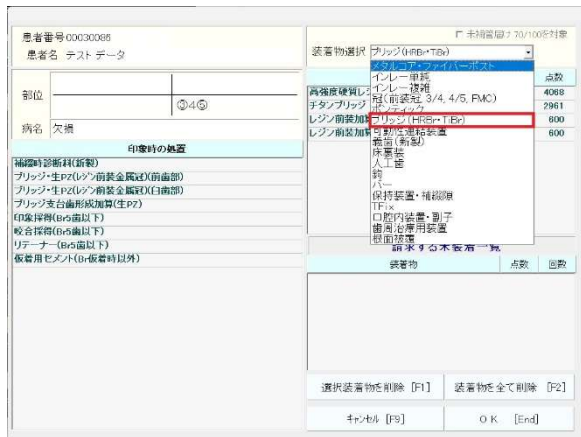 患者番号 00030086
患者名 テスト データ
部位
③4⑤
病名 欠損
印象時の処置
補綴時診断料(新製)
ブリッジ・生PZ(レジン前装金属冠)(前歯部)
ブリッジ・生PZ(レジン前装金属冠)(臼歯部)
ブリッジ支台歯形成加算(生PZ)
印象採得(Br5歯以下)
咬合採得(Br5歯以下)
リテーナー(Br5歯以下)
仮着用セメント(Br仮着時以外)
未補管届け70/100を対象
装着物選択 ブリッジ(HRBr・TiBr)
点数
高強度硬質レジ
4068
チタンブリッジ
2961
レジン前装加算
600
レジン前装加算
600
メタルコア・ファイバーポスト
インレー単純
インレー複雑
冠(前装冠, 3/4, 4/5, FMC)
ポンティック
ブリッジ(HRBr・TiBr)
可動性連結装置
義歯(新製)
床裏装
人工歯
鉤
バー
保持装置・補綴隙
TFix
口腔内装置・副子
歯周治療用装置
根面被覆
請求する未装着一覧
装着物 点数 回数
選択装着物を削除 [F1]
装着物を全て削除 [F2]
キャンセル [F9]
OK [End]